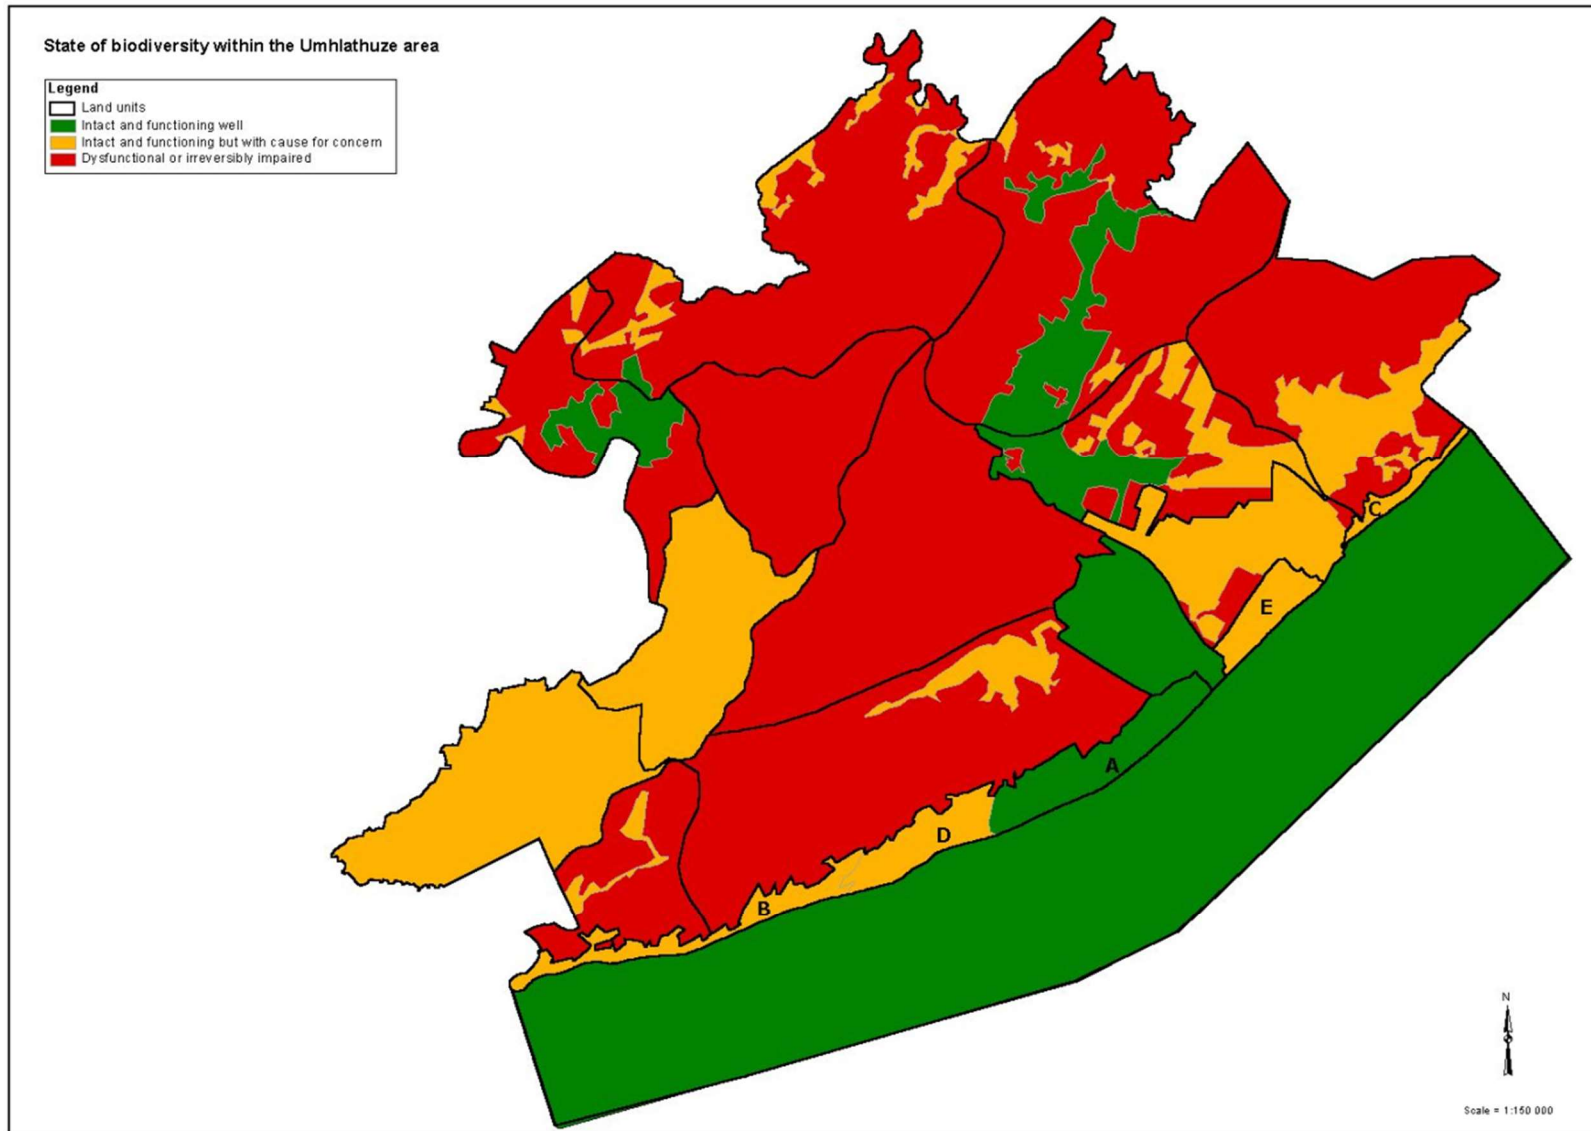 State of biodiversity within the Umhlathuze area
Legend
Land units
Intact and functioning well
Intact and functioning but with cause for concern
Dysfunctional or irreversibly impaired
C
E
A
D
B
N
Scale = 1:150 000